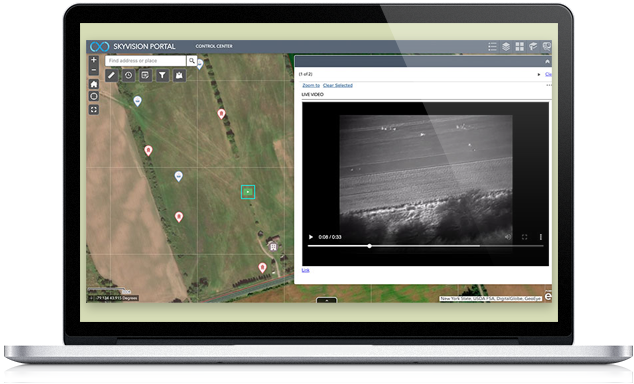 SKYVISION PORTAL
CONTROL CENTER
Find address or place
(1 of 2)
Zoom to Clear Selected
LIVE VIDEO
0:08 / 0:33
Link
New York State, USDA FSA, DigitalGlobe, GeoEye